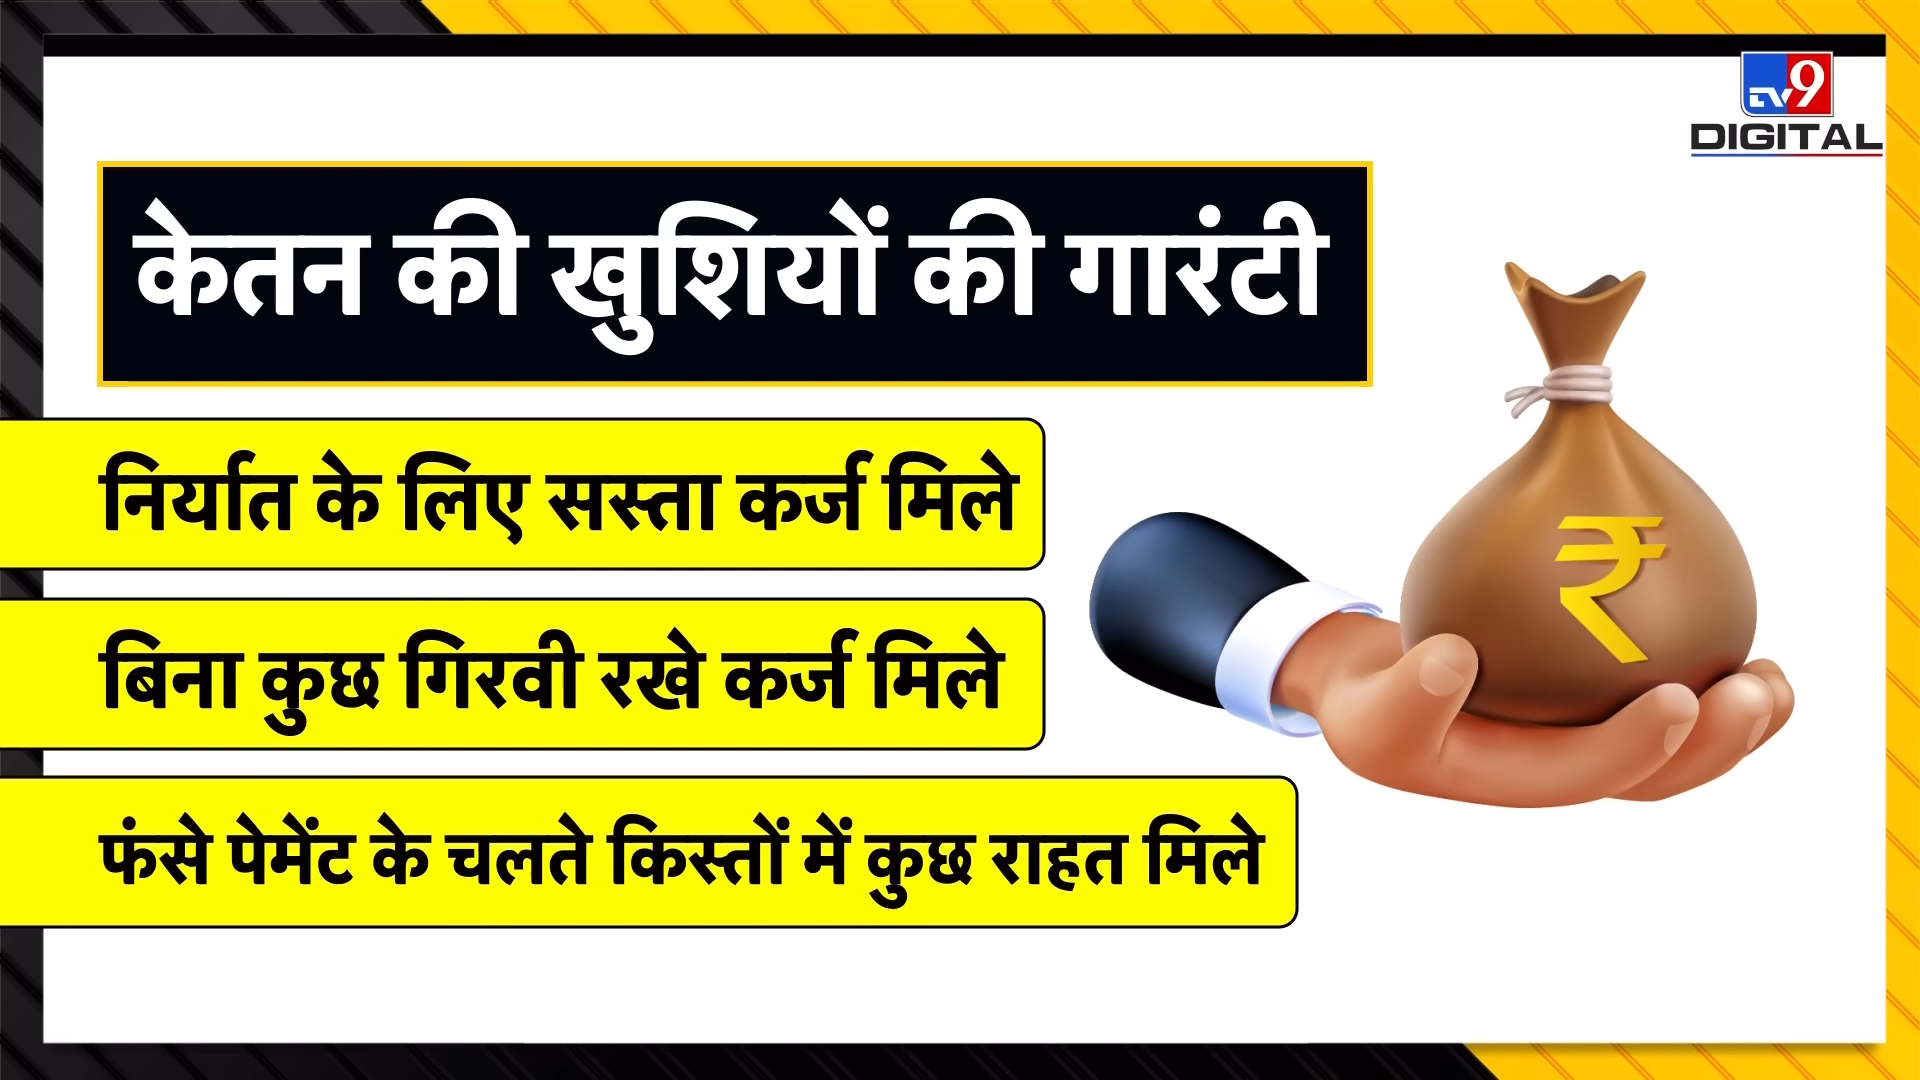 TV9
DIGITAL
केतन की खुशियों की गारंटी
निर्यात के लिए सस्ता कर्ज मिले
बिना कुछ गिरवी रखे कर्ज मिले
फंसे पेमेंट के चलते किस्तों में कुछ राहत मिले
₹